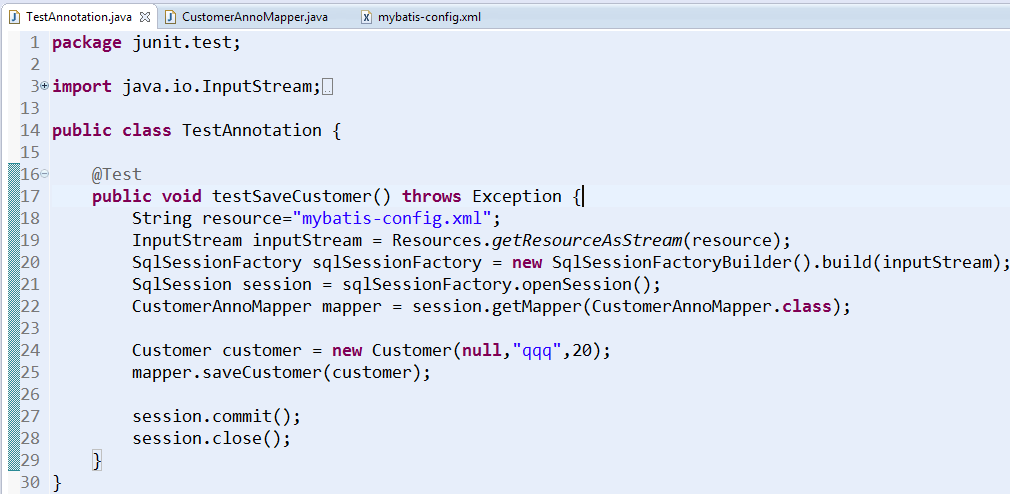 TestAnnotation.java CustomerAnnoMapper.java mybatis-config.xml
1 package junit.test;
2
3 import java.io.InputStream;
13
14 public class TestAnnotation {
15
16 @Test
17 public void testSaveCustomer() throws Exception {
18 String resource="mybatis-config.xml";
19 InputStream inputStream = Resources.getResourceAsStream(resource);
20 SqlSessionFactory sqlSessionFactory = new SqlSessionFactoryBuilder().build(inputStream);
21 SqlSession session = sqlSessionFactory.openSession();
22 CustomerAnnoMapper mapper = session.getMapper(CustomerAnnoMapper.class);
23
24 Customer customer = new Customer(null,"qqq",20);
25 mapper.saveCustomer(customer);
26
27 session.commit();
28 session.close();
29 }
30 }